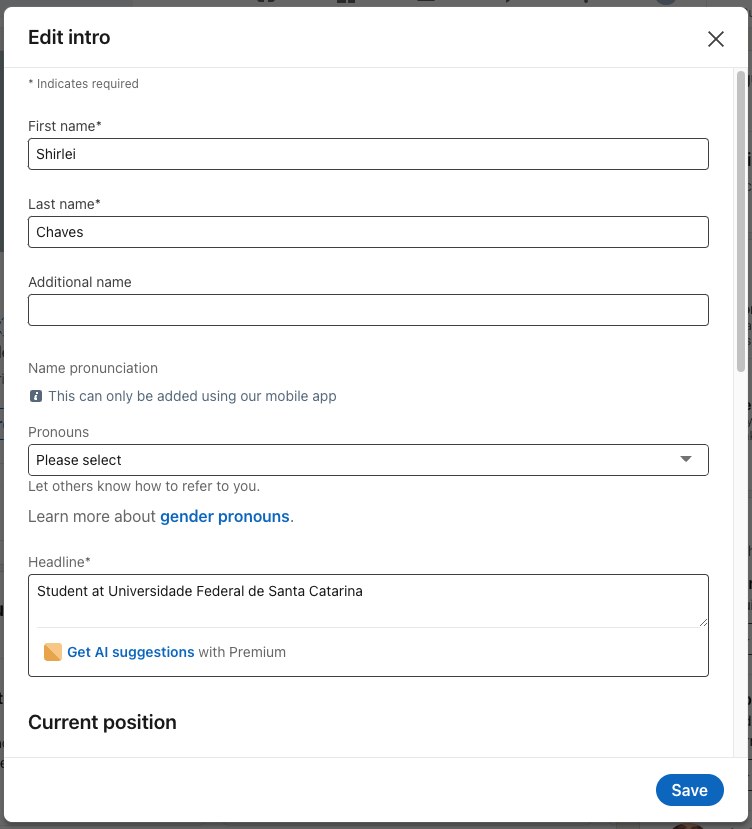 Edit intro
* Indicates required
First name*
Shirlei
Last name*
Chaves
Additional name
Name pronunciation
This can only be added using our mobile app
Pronouns
Please select
Let others know how to refer to you.
Learn more about gender pronouns.
Headline*
Student at Universidade Federal de Santa Catarina
Get AI suggestions with Premium
Current position
Save